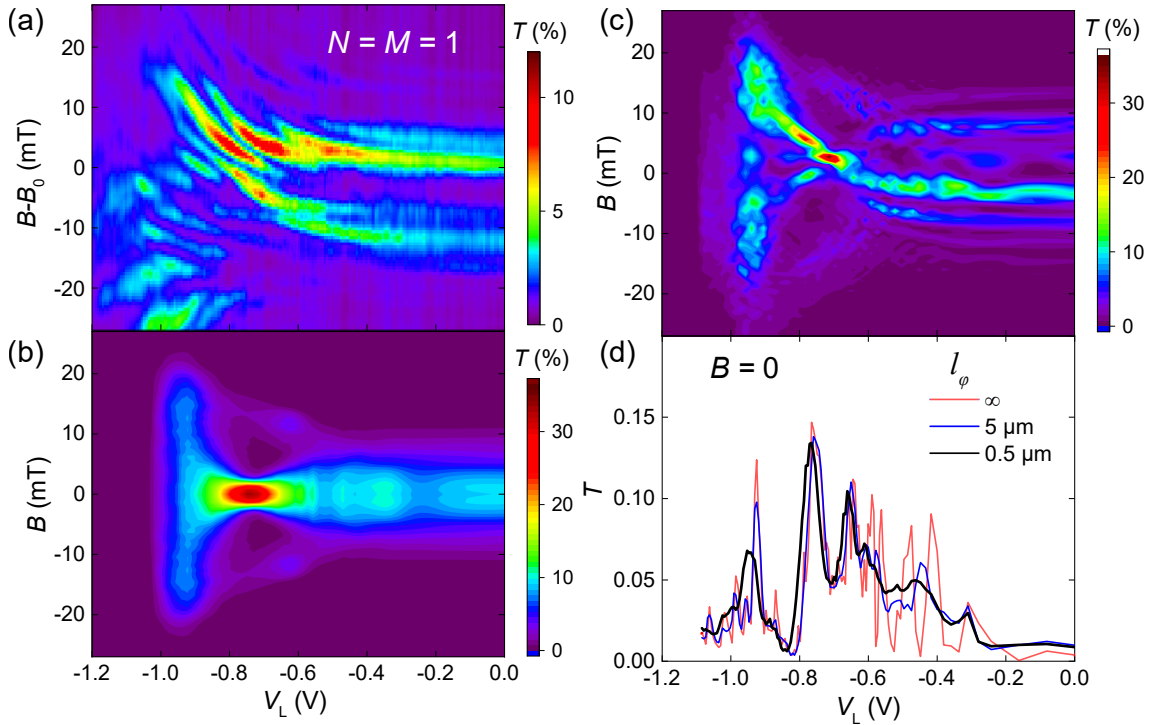 (a)
N = M = 1
T (%)
10
5
0
20
10
0
-10
-20
B-B₀ (mT)
(b)
T (%)
30
20
10
0
20
10
0
-10
-20
B (mT)
-1.2 -1.0 -0.8 -0.6 -0.4 -0.2 0.0
V_L (V)
(c)
T (%)
30
20
10
0
20
10
0
-10
-20
B (mT)
(d)
B = 0
l_φ
∞
5 µm
0.5 µm
0.15
0.10
0.05
0.00
T
-1.2 -1.0 -0.8 -0.6 -0.4 -0.2 0.0
V_L (V)